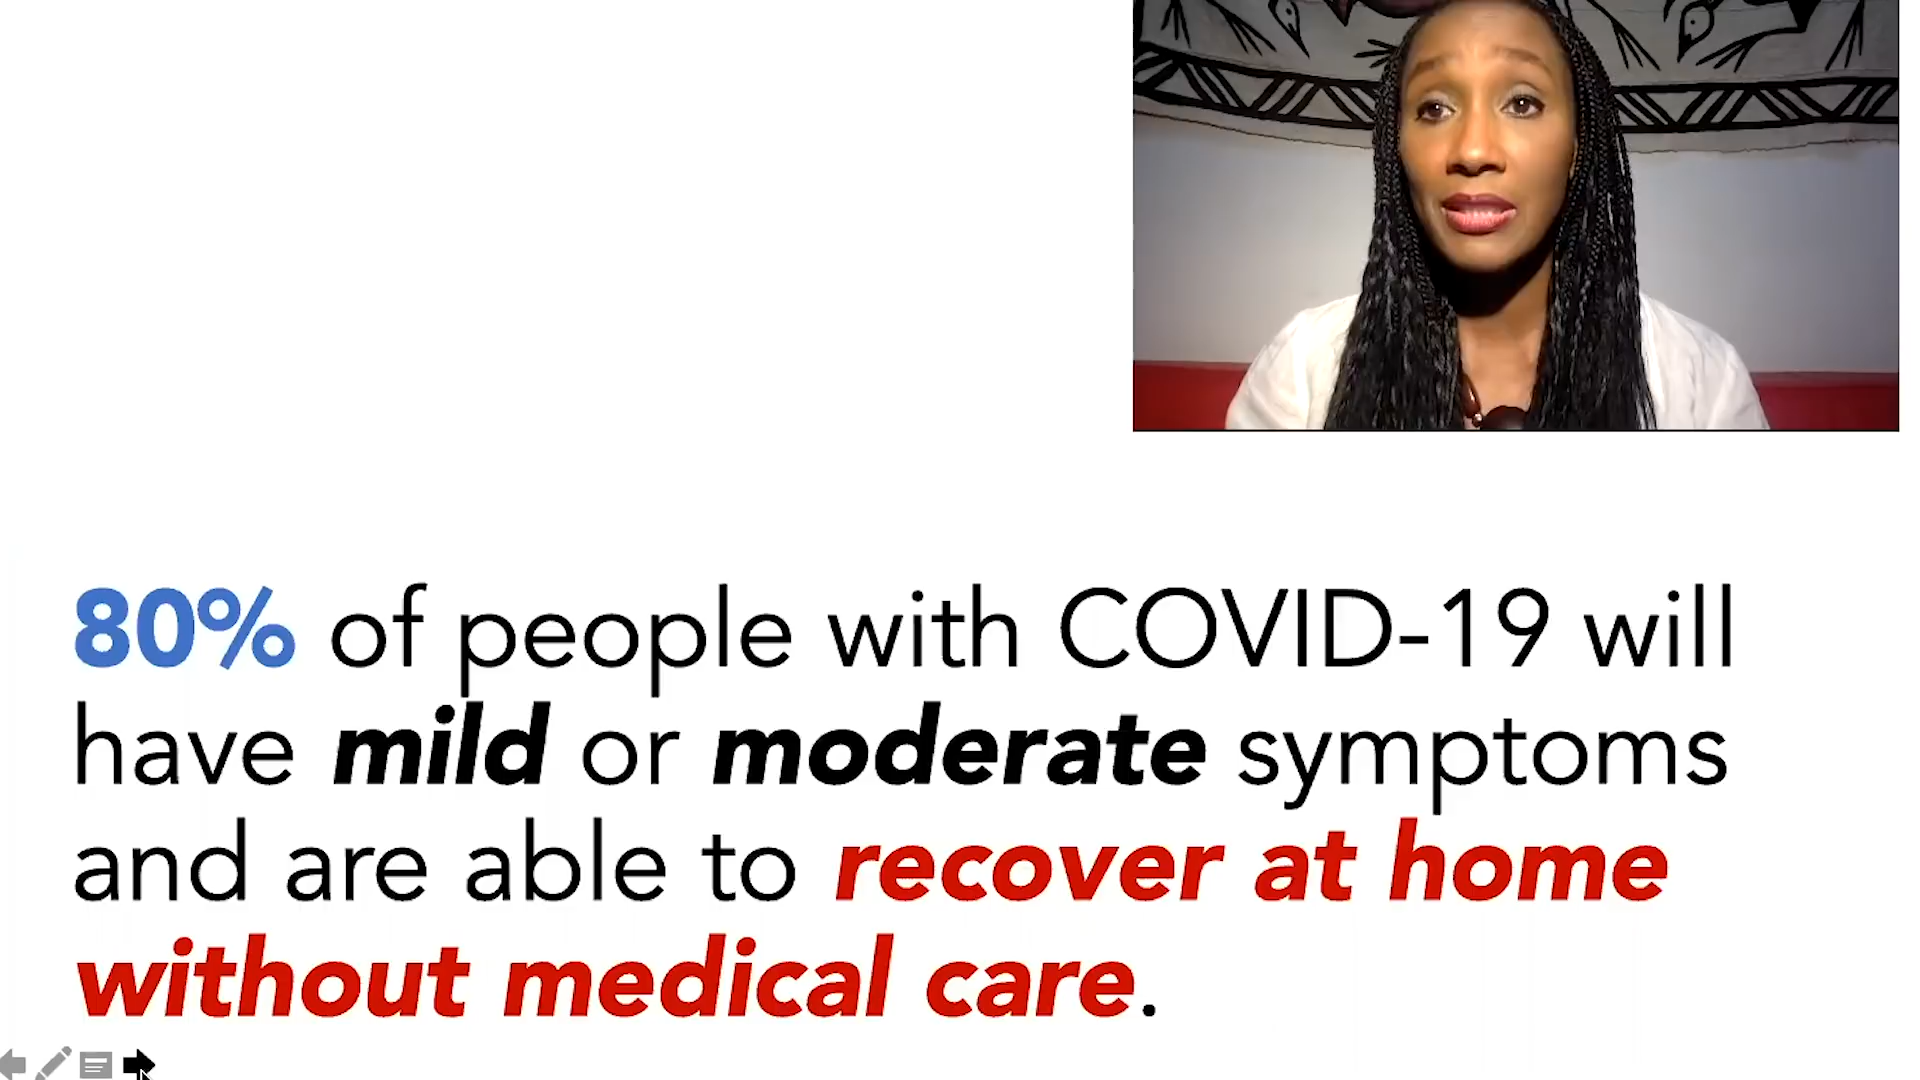 80% of people with COVID-19 will
have mild or moderate symptoms
and are able to recover at home
without medical care.